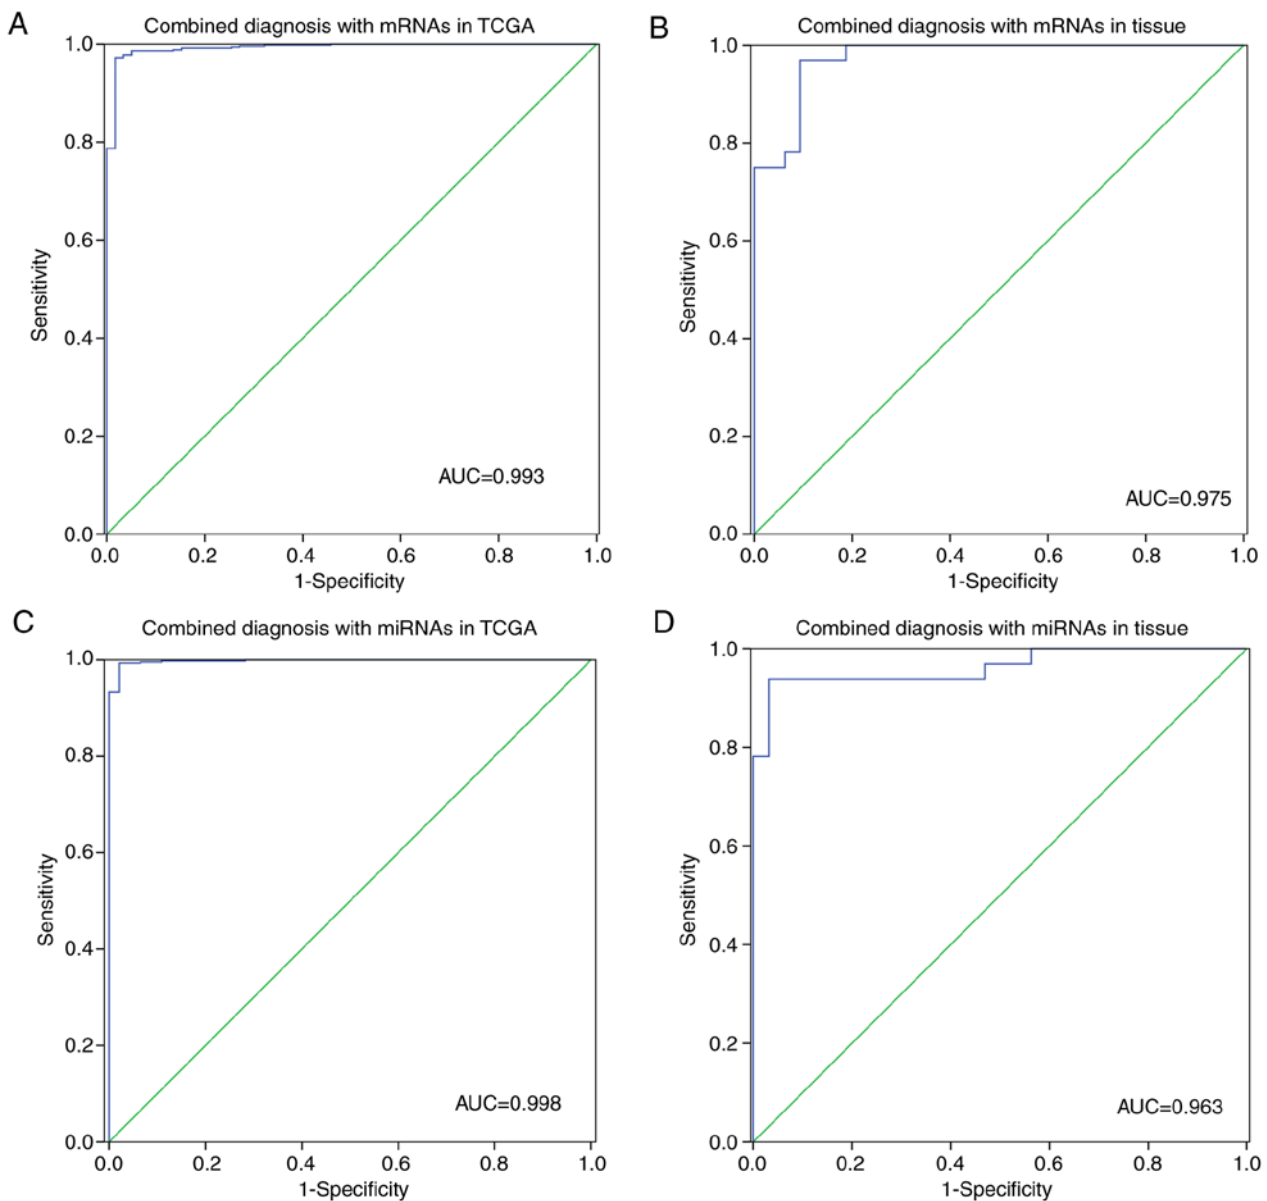 A
Combined diagnosis with mRNAs in TCGA
1.0
0.8
0.6
0.4
0.2
0.0
Sensitivity
AUC=0.993
0.0 0.2 0.4 0.6 0.8 1.0
1-Specificity
B
Combined diagnosis with mRNAs in tissue
1.0
0.8
0.6
0.4
0.2
0.0
Sensitivity
AUC=0.975
0.0 0.2 0.4 0.6 0.8 1.0
1-Specificity
C
Combined diagnosis with miRNAs in TCGA
1.0
0.8
0.6
0.4
0.2
0.0
Sensitivity
AUC=0.998
0.0 0.2 0.4 0.6 0.8 1.0
1-Specificity
D
Combined diagnosis with miRNAs in tissue
1.0
0.8
0.6
0.4
0.2
0.0
Sensitivity
AUC=0.963
0.0 0.2 0.4 0.6 0.8 1.0
1-Specificity